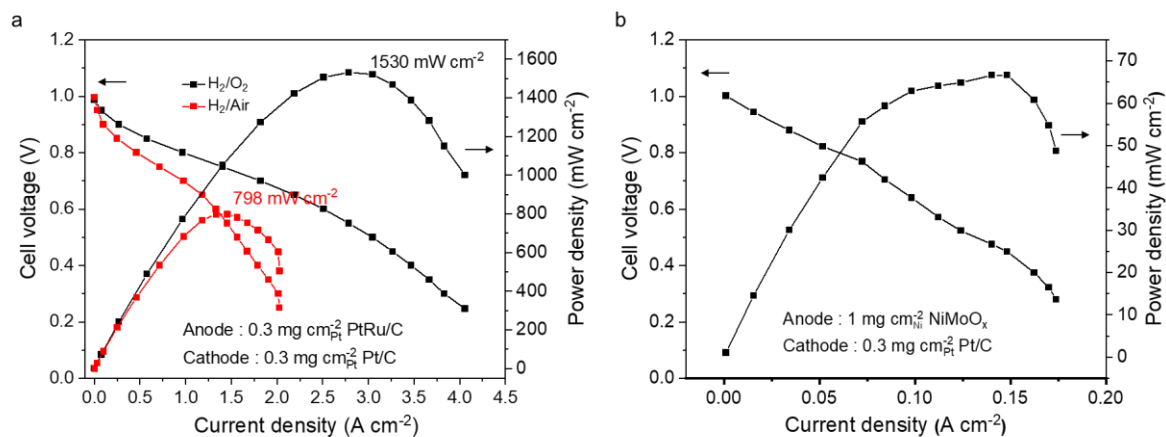 a
1530 mW cm⁻²
H₂/O₂
H₂/Air
798 mW cm⁻²
Anode : 0.3 mg cm⁻²Pt PtRu/C
Cathode : 0.3 mg cm⁻²Pt Pt/C
Cell voltage (V)
1.2
1.0
0.8
0.6
0.4
0.2
0.0
0.0 0.5 1.0 1.5 2.0 2.5 3.0 3.5 4.0 4.5
Current density (A cm⁻²)
1600
1400
1200
1000
800
600
400
200
0
Power density (mW cm⁻²)
b
Anode : 1 mg cm⁻²Ni NiMoOₓ
Cathode : 0.3 mg cm⁻²Pt Pt/C
Cell voltage (V)
1.2
1.0
0.8
0.6
0.4
0.2
0.0
0.00 0.05 0.10 0.15 0.20
Current density (A cm⁻²)
70
60
50
40
30
20
10
0
Power density (mW cm⁻²)